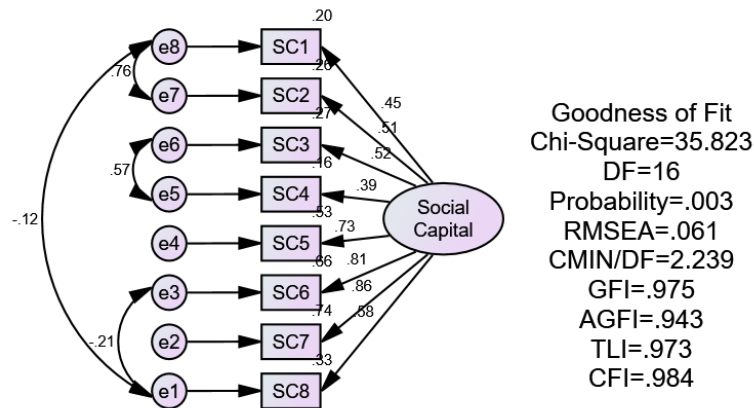 .20
e8
SC1
.26
.76
.45
e7
SC2
.27
.51
e6
SC3
.52
.16
.57
e5
SC4
.39
.53
-.12
Social
Capital
e4
SC5
.73
.66
.81
e3
SC6
.86
.74
.58
-.21
e2
SC7
.33
e1
SC8
Goodness of Fit
Chi-Square=35.823
DF=16
Probability=.003
RMSEA=.061
CMIN/DF=2.239
GFI=.975
AGFI=.943
TLI=.973
CFI=.984